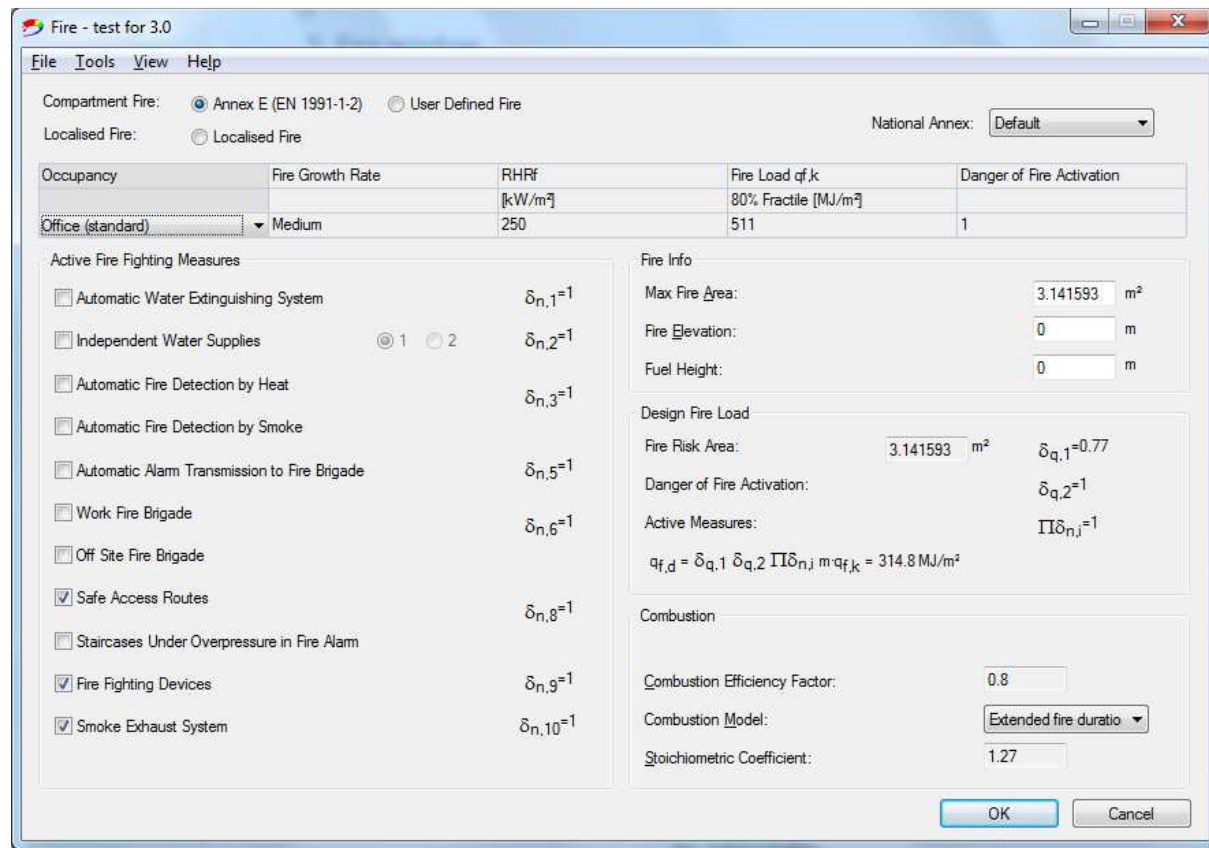 Fire - test for 3.0
File Tools View Help
Compartment Fire: Annex E (EN 1991-1-2) User Defined Fire
Localised Fire: Localised Fire
National Annex: Default
Occupancy Fire Growth Rate RHRf Fire Load qf,k Danger of Fire Activation
[kW/m²] 80% Fractile [MJ/m²]
Office (standard) Medium 250 511 1
Active Fire Fighting Measures
Automatic Water Extinguishing System δn,1=1
Independent Water Supplies 1 2 δn,2=1
Automatic Fire Detection by Heat
δn,3=1
Automatic Fire Detection by Smoke
Automatic Alarm Transmission to Fire Brigade δn,5=1
Work Fire Brigade
δn,6=1
Off Site Fire Brigade
Safe Access Routes
δn,8=1
Staircases Under Overpressure in Fire Alarm
Fire Fighting Devices δn,9=1
Smoke Exhaust System δn,10=1
Fire Info
Max Fire Area: 3.141593 m²
Fire Elevation: 0 m
Fuel Height: 0 m
Design Fire Load
Fire Risk Area: 3.141593 m² δq,1=0.77
Danger of Fire Activation: δq,2=1
Active Measures: Πδn,i=1
qf,d = δq,1 δq,2 Πδn,i m·qf,k = 314.8 MJ/m²
Combustion
Combustion Efficiency Factor: 0.8
Combustion Model: Extended fire duratio
Stoichiometric Coefficient: 1.27
OK Cancel